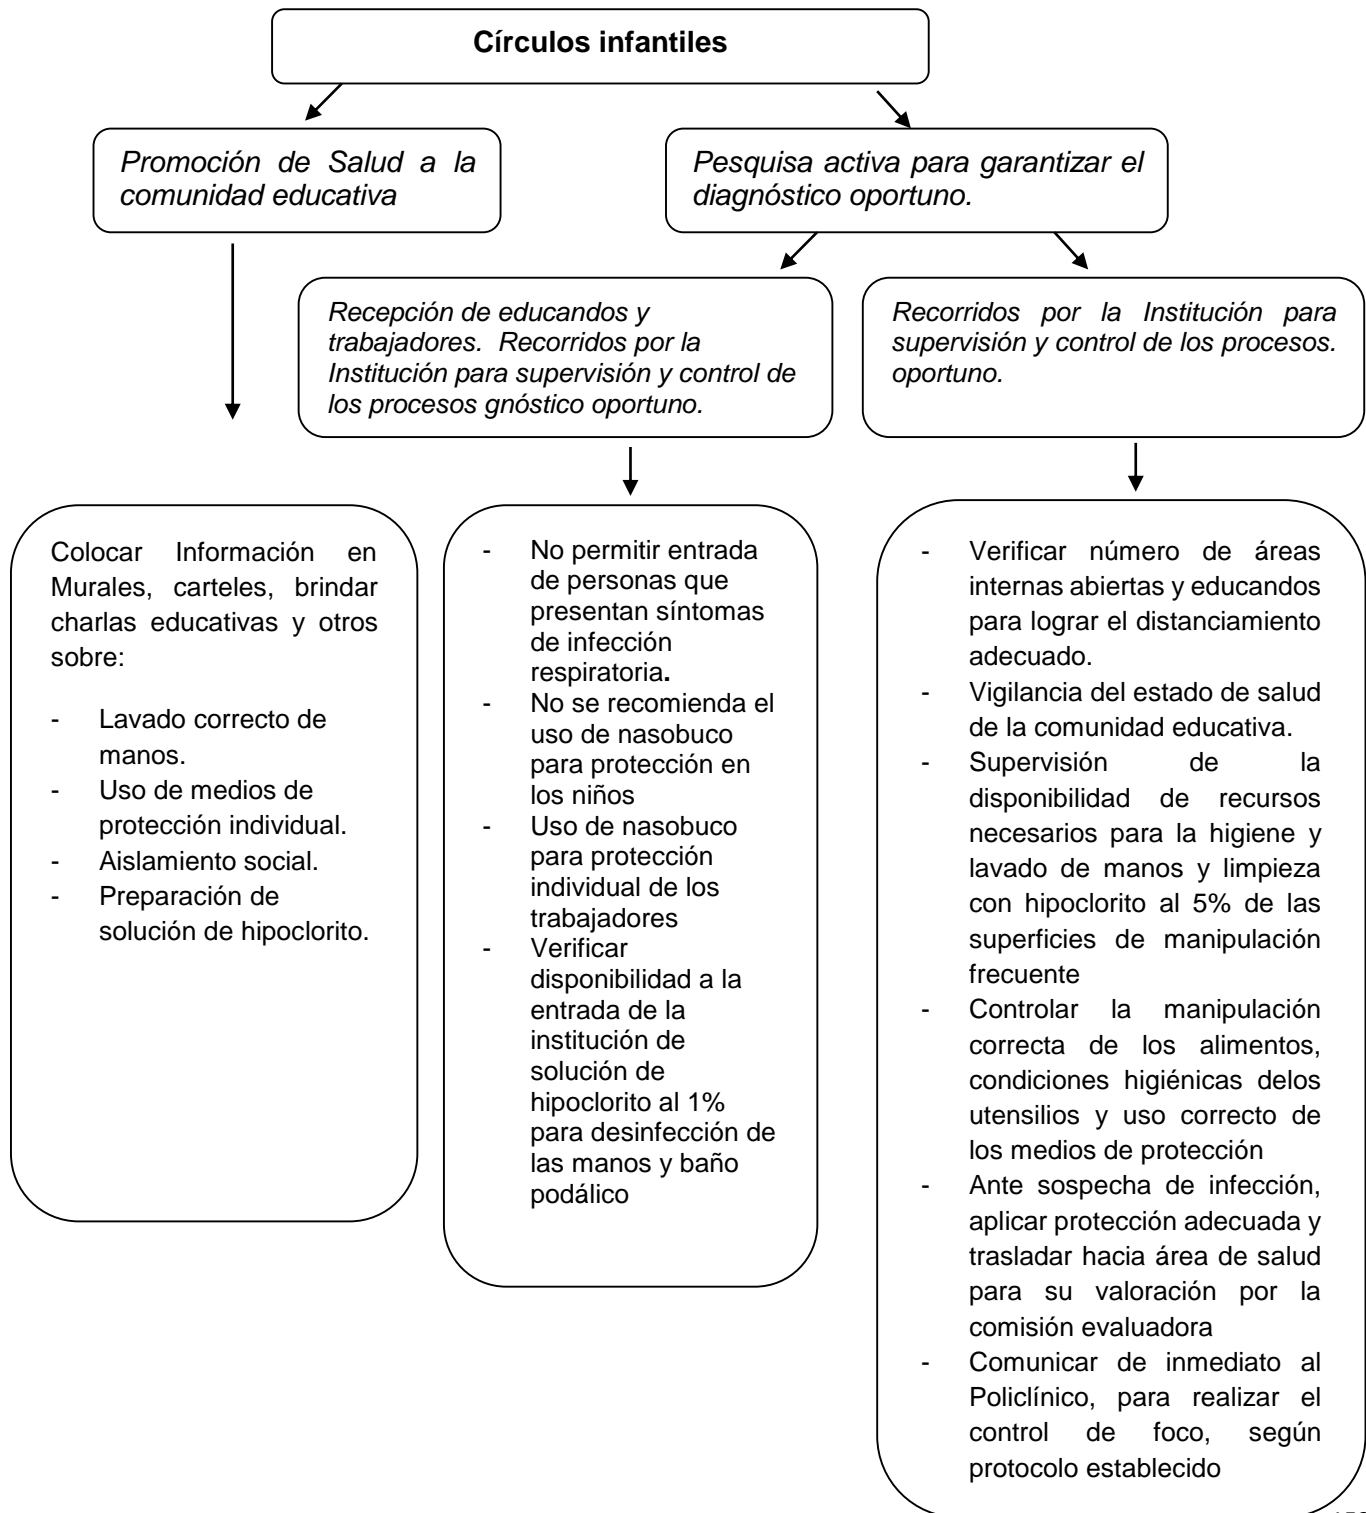 Círculos infantiles
Promoción de Salud a la
comunidad educativa
Pesquisa activa para garantizar el
diagnóstico oportuno.
Recepción de educandos y
trabajadores. Recorridos por la
Institución para supervisión y control de
los procesos gnóstico oportuno.
Recorridos por la Institución para
supervisión y control de los procesos.
oportuno.
Colocar Información en
Murales, carteles, brindar
charlas educativas y otros
sobre:
- Lavado correcto de
manos.
- Uso de medios de
protección individual.
- Aislamiento social.
- Preparación de
solución de hipoclorito.
- No permitir entrada
de personas que
presentan síntomas
de infección
respiratoria.
- No se recomienda el
uso de nasobuco
para protección en
los niños
- Uso de nasobuco
para protección
individual de los
trabajadores
- Verificar
disponibilidad a la
entrada de la
institución de
solución de
hipoclorito al 1%
para desinfección de
las manos y baño
podálico
- Verificar número de áreas
internas abiertas y educandos
para lograr el distanciamiento
adecuado.
- Vigilancia del estado de salud
de la comunidad educativa.
- Supervisión de la
disponibilidad de recursos
necesarios para la higiene y
lavado de manos y limpieza
con hipoclorito al 5% de las
superficies de manipulación
frecuente
- Controlar la manipulación
correcta de los alimentos,
condiciones higiénicas delos
utensilios y uso correcto de
los medios de protección
- Ante sospecha de infección,
aplicar protección adecuada y
trasladar hacia área de salud
para su valoración por la
comisión evaluadora
- Comunicar de inmediato al
Policlínico, para realizar el
control de foco, según
protocolo establecido